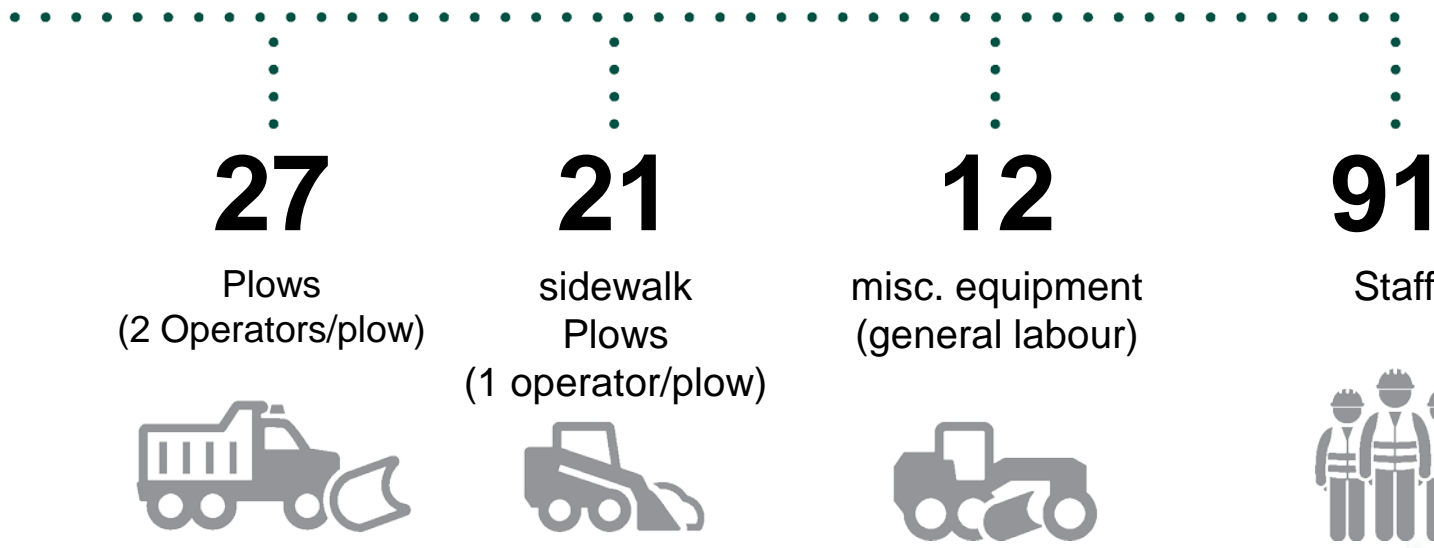 27
Plows
(2 Operators/plow)
21
sidewalk
Plows
(1 operator/plow)
12
misc. equipment
(general labour)
91
Staff